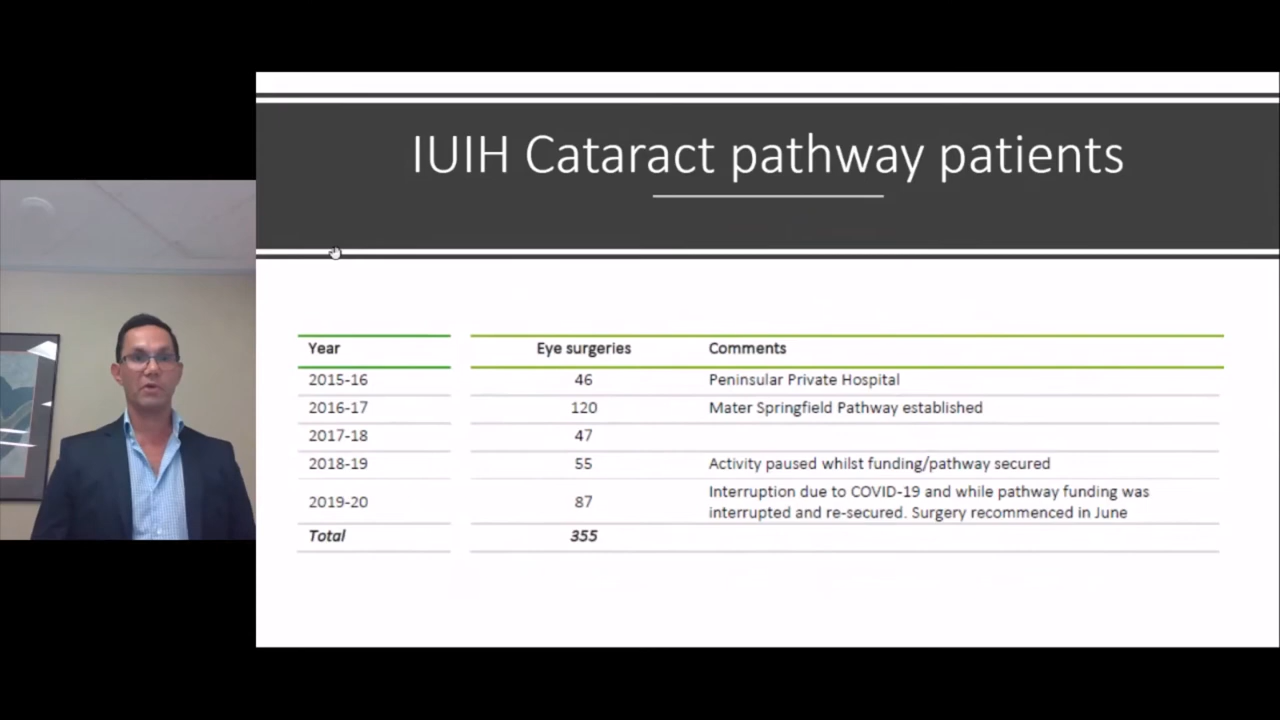 IUIH Cataract pathway patients
Year Eye surgeries Comments
2015-16 46 Peninsular Private Hospital
2016-17 120 Mater Springfield Pathway established
2017-18 47
2018-19 55 Activity paused whilst funding/pathway secured
2019-20 87 Interruption due to COVID-19 and while pathway funding was
interrupted and re-secured. Surgery recommenced in June
Total 355